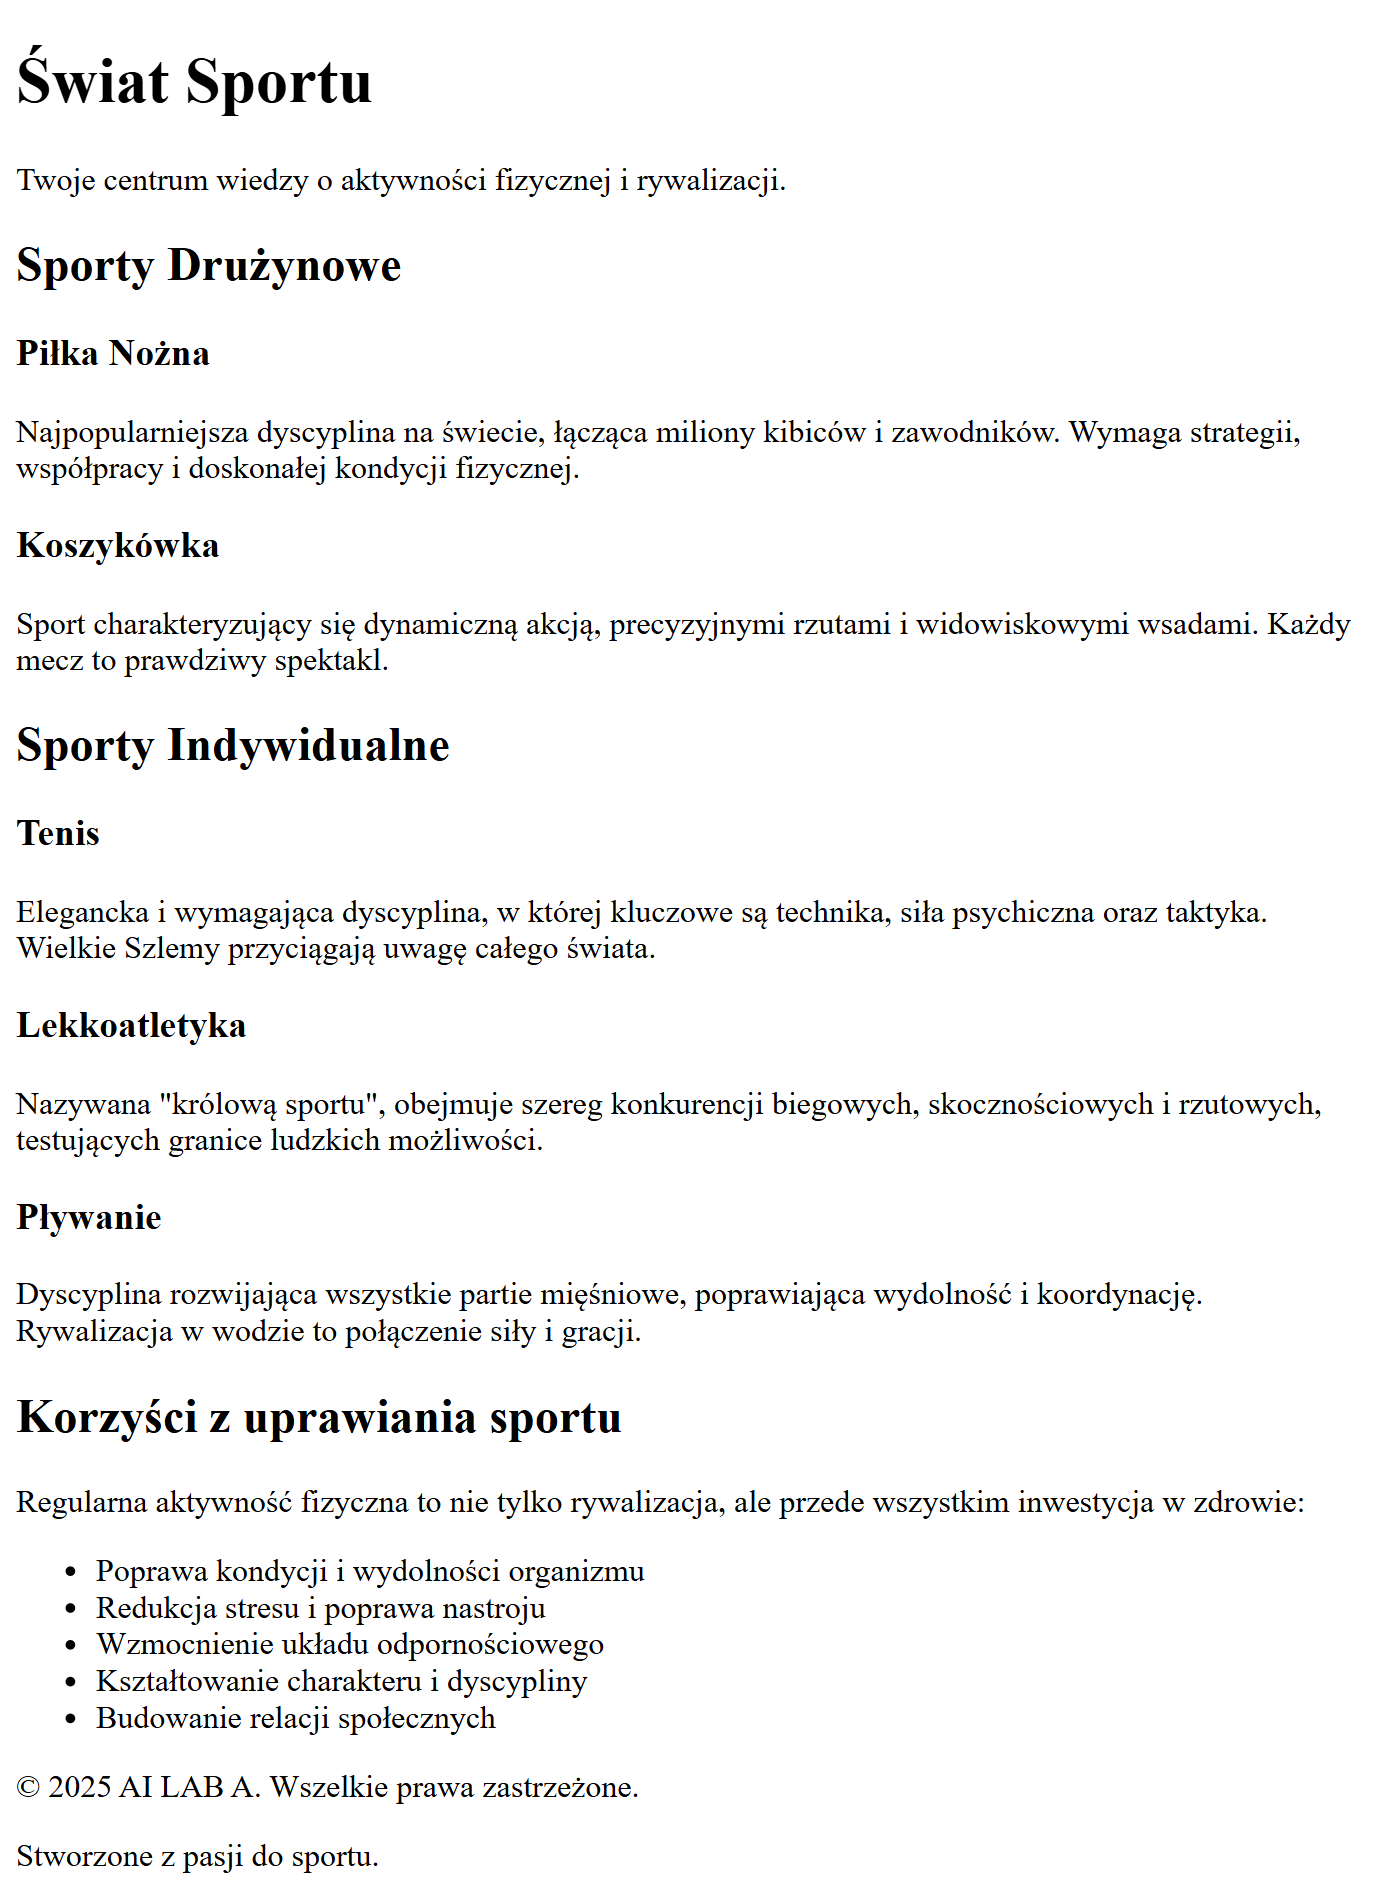 Świat Sportu
Twoje centrum wiedzy o aktywności fizycznej i rywalizacji.
Sporty Drużynowe
Piłka Nożna
Najpopularniejsza dyscyplina na świecie, łącząca miliony kibiców i zawodników. Wymaga strategii,
współpracy i doskonałej kondycji fizycznej.
Koszykówka
Sport charakteryzujący się dynamiczną akcją, precyzyjnymi rzutami i widowiskowymi wsadami. Każdy
mecz to prawdziwy spektakl.
Sporty Indywidualne
Tenis
Elegancka i wymagająca dyscyplina, w której kluczowe są technika, siła psychiczna oraz taktyka.
Wielkie Szlemy przyciągają uwagę całego świata.
Lekkoatletyka
Nazywana "królową sportu", obejmuje szereg konkurencji biegowych, skocznościowych i rzutowych,
testujących granice ludzkich możliwości.
Pływanie
Dyscyplina rozwijająca wszystkie partie mięśniowe, poprawiająca wydolność i koordynację.
Rywalizacja w wodzie to połączenie siły i gracji.
Korzyści z uprawiania sportu
Regularna aktywność fizyczna to nie tylko rywalizacja, ale przede wszystkim inwestycja w zdrowie:
• Poprawa kondycji i wydolności organizmu
• Redukcja stresu i poprawa nastroju
• Wzmocnienie układu odpornościowego
• Kształtowanie charakteru i dyscypliny
• Budowanie relacji społecznych
© 2025 AI LAB A. Wszelkie prawa zastrzeżone.
Stworzone z pasji do sportu.